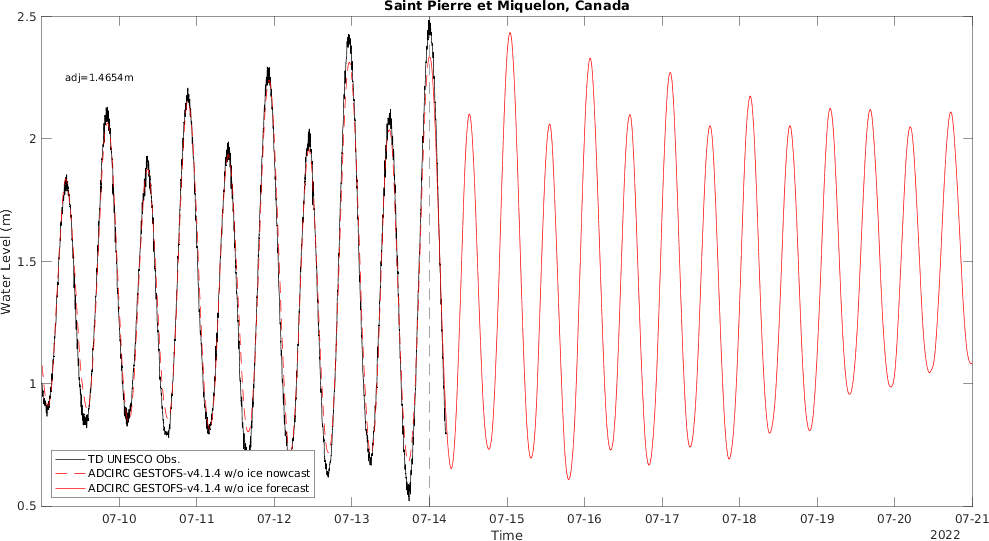 Saint Pierre et Miquelon, Canada
2.5
adj=1.4654m
2
1.5
Water Level (m)
1
TD UNESCO Obs.
ADCIRC GESTOFS-v4.1.4 w/o ice nowcast
ADCIRC GESTOFS-v4.1.4 w/o ice forecast
0.5
07-10 07-11 07-12 07-13 07-14 07-15 07-16 07-17 07-18 07-19 07-20 07-21
Time
2022